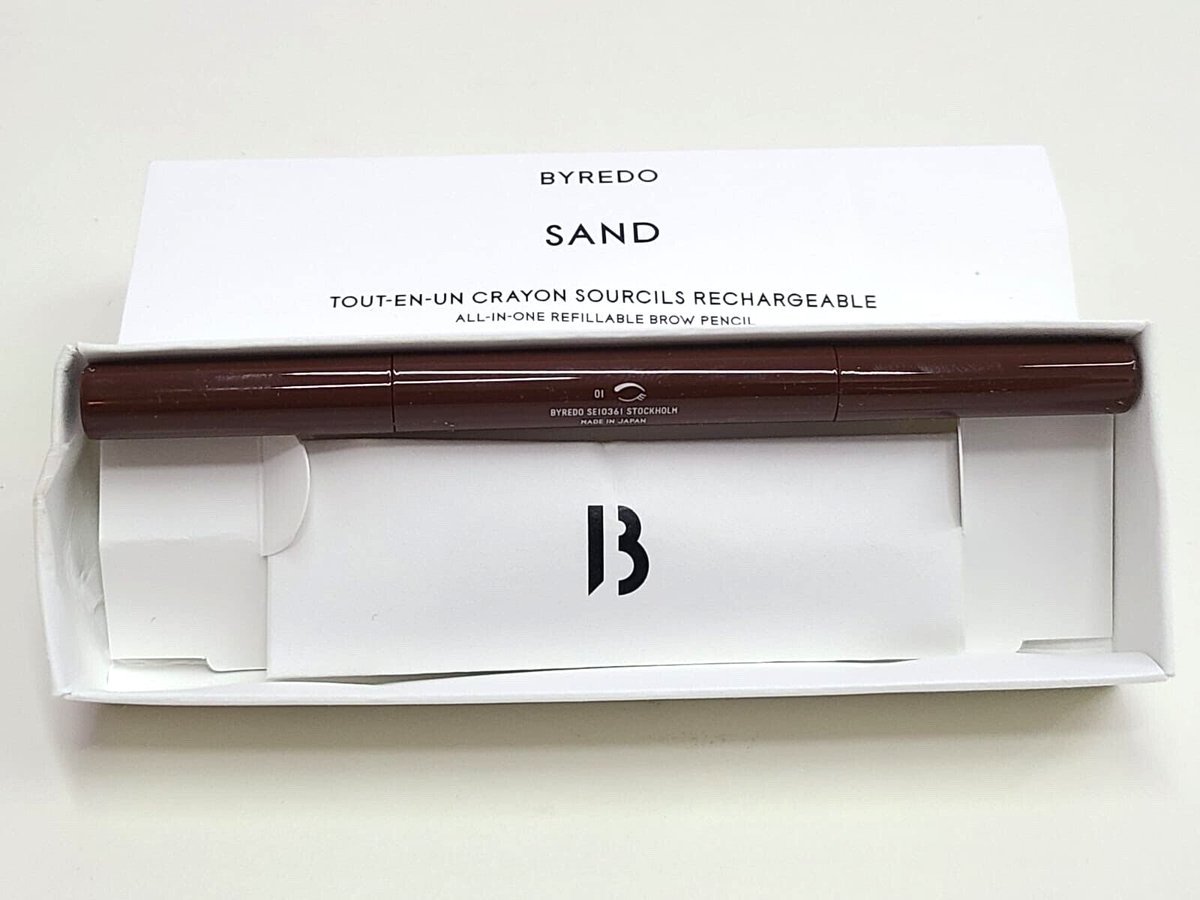 BYREDO
SAND
TOUT-EN-UN CRAYON SOURCILS RECHARGEABLE
ALL-IN-ONE REFILLABLE BROW PENCIL
01
BYREDO SE10361 STOCKHOLM
MADE IN JAPAN
B